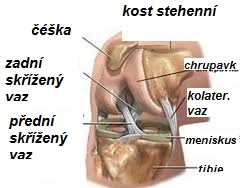 kost stehenní
čéška
zadní
skřížený
vaz
chrupavk
kolater.
vaz
přední
skřížený
vaz
meniskus
tibie